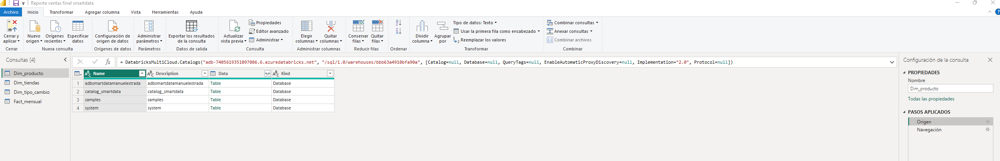 Reporte ventas final smartdata
Archivo Inicio Transformar Agregar columna Vista Herramientas Ayuda
Cerrar y aplicar
Cerrar
Nuevo origen
Orígenes recientes
Especificar datos
Nueva consulta
Configuración de origen de datos
Orígenes de datos
Administrar parámetros
Parámetros
Exportar los resultados de la consulta
Datos de salida
Actualizar vista previa
Propiedades
Editor avanzado
Administrar
Consulta
Elegir columnas
Quitar columnas
Administrar columnas
Conservar filas
Quitar filas
Reducir filas
Ordenar
Dividir columna
Agrupar por
Tipo de datos: Texto
Usar la primera fila como encabezado
Reemplazar los valores
Transformar
Combinar consultas
Anexar consultas
Combinar archivos
Combinar
Consultas [4]
Dim_producto
Dim_tiendas
Dim_tipo_cambio
Fact_mensual
= DatabricksMultiCloud.Catalogs("adb-7405619351097086.6.azuredatabricks.net", "/sql/1.0/warehouses/bbb63a4910bfa90a", [Catalog=null, Database=null, QueryTags=null, EnableAutomaticProxyDiscovery=null, Implementation="2.0", Protocol=null])
Name Description Data Kind
1 adbsmartdatamanuelestrada adbsmartdatamanuelestrada Table Database
2 catalog_smartdata catalog_smartdata Table Database
3 samples samples Table Database
4 system system Table Database
Configuración de la consulta
PROPIEDADES
Nombre
Dim_producto
Todas las propiedades
PASOS APLICADOS
Origen
Navegación